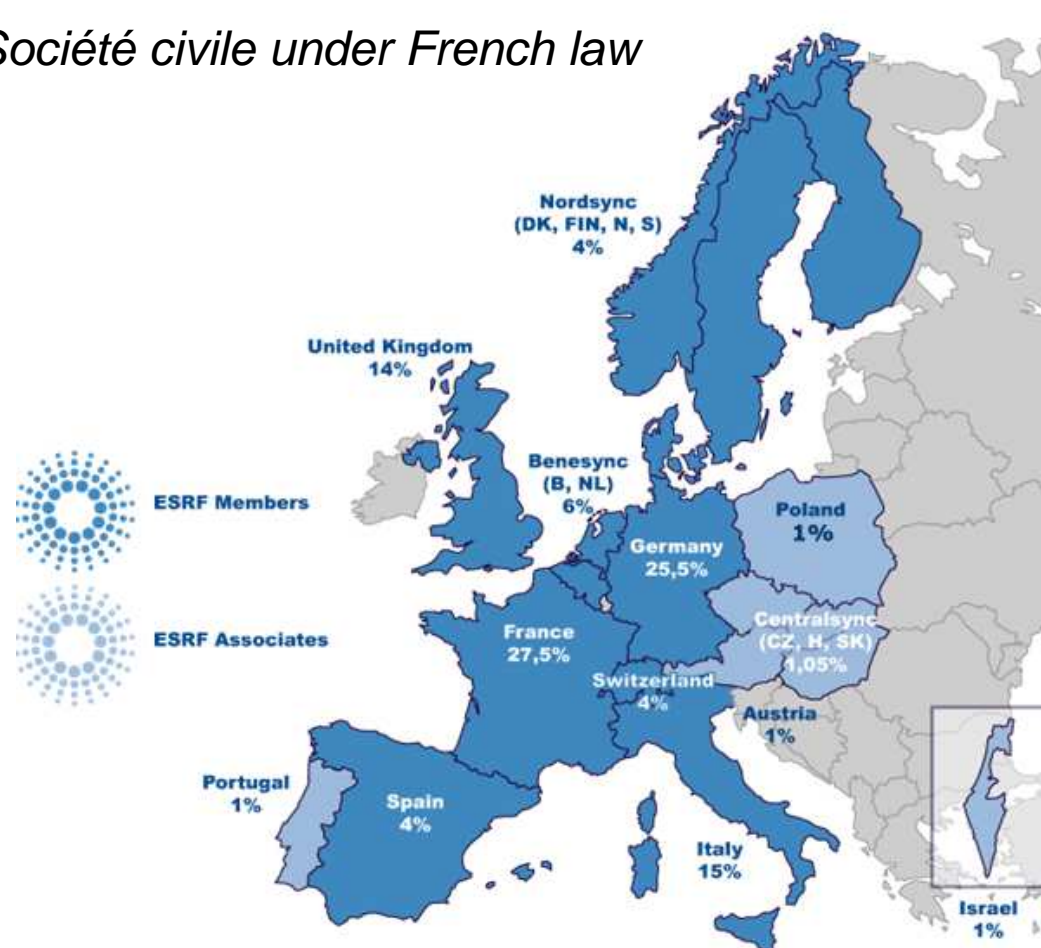 Société civile under French law
Nordsync
(DK, FIN, N, S)
4%
United Kingdom
14%
Benesync
(B, NL)
6%
ESRF Members
Poland
1%
Germany
25,5%
ESRF Associates
France
27,5%
Centralsync
(CZ, H, SK)
1,05%
Switzerland
4%
Austria
1%
Portugal
1%
Spain
4%
Italy
15%
Israel
1%